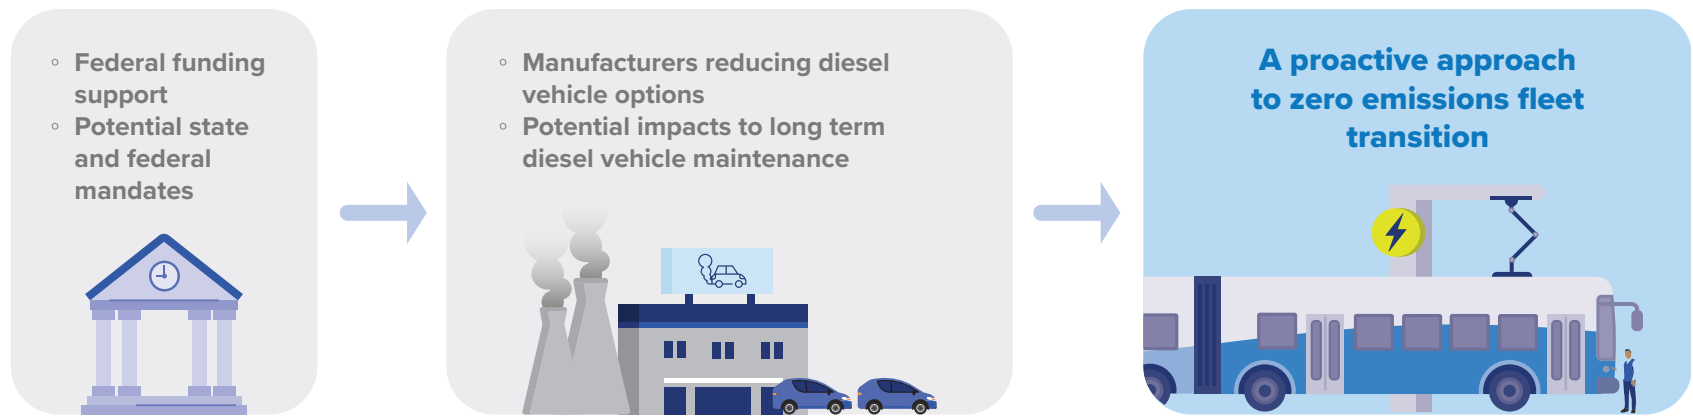 ◦ Federal funding
support
◦ Potential state
and federal
mandates
◦ Manufacturers reducing diesel
vehicle options
◦ Potential impacts to long term
diesel vehicle maintenance
A proactive approach
to zero emissions fleet
transition